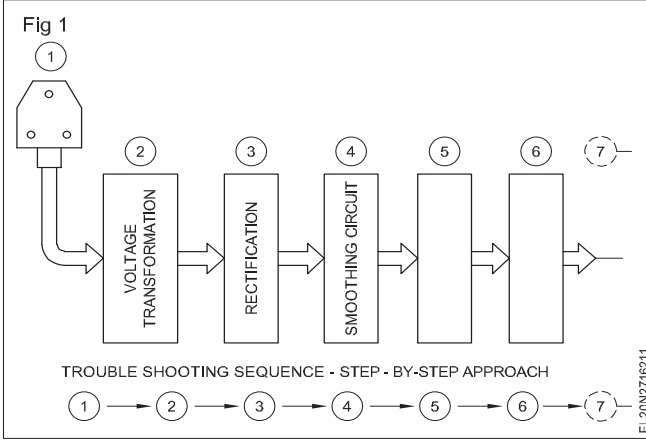 Fig 1
1
2
3
4
5
6
7
VOLTAGE
TRANSFORMATION
RECTIFICATION
SMOOTHING CIRCUIT
TROUBLE SHOOTING SEQUENCE - STEP - BY-STEP APPROACH
1 2 3 4 5 6 7
EL20N2716211